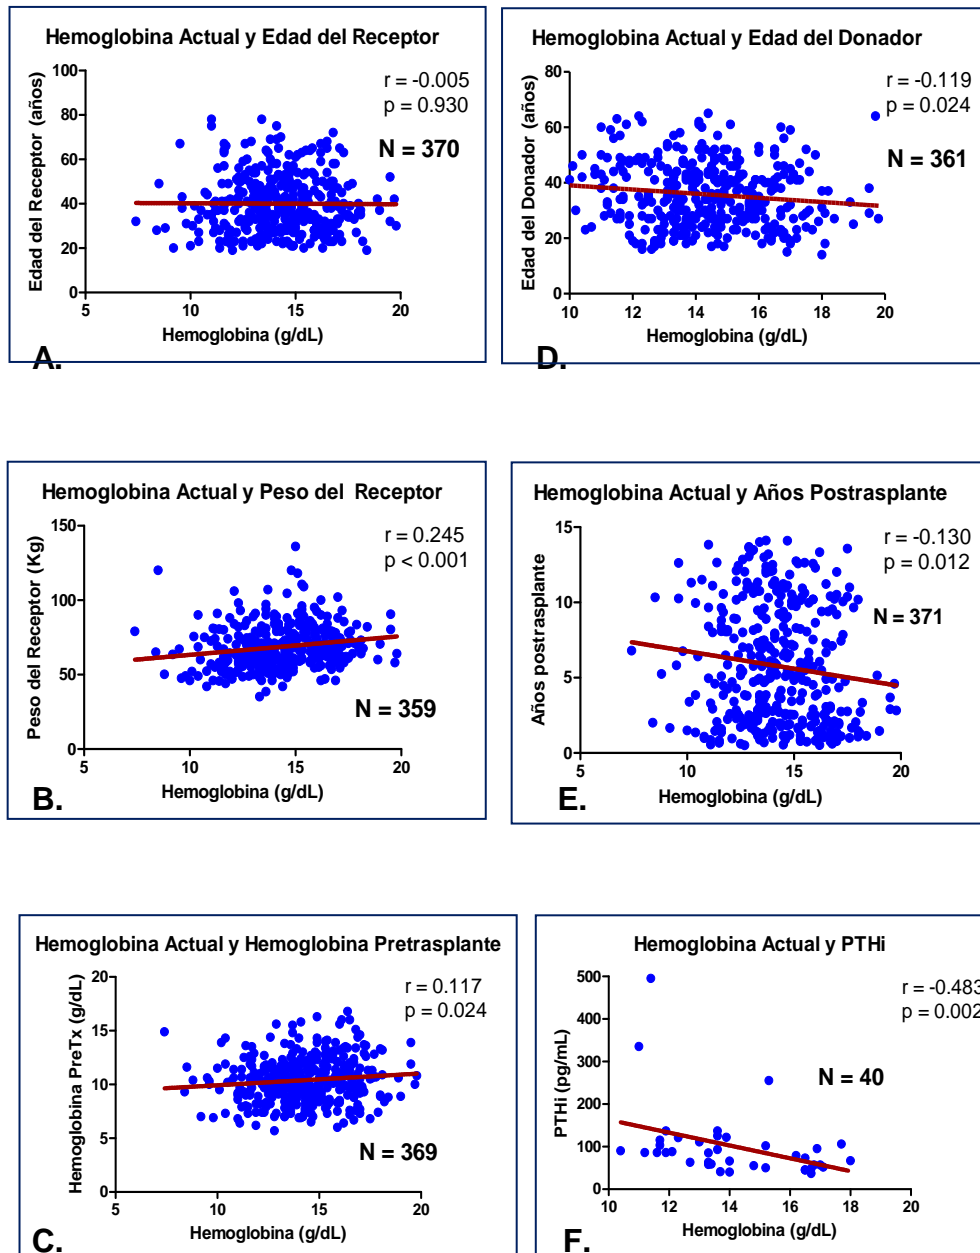 Hemoglobina Actual y Edad del Receptor
r = -0.005
p = 0.930
N = 370
Edad del Receptor (años)
100
80
60
40
20
0
5 10 15 20
Hemoglobina (g/dL)
A.
Hemoglobina Actual y Edad del Donador
r = -0.119
p = 0.024
N = 361
Edad del Donador (años)
80
60
40
20
0
10 12 14 16 18 20
Hemoglobina (g/dL)
D.
Hemoglobina Actual y Peso del Receptor
r = 0.245
p < 0.001
N = 359
Peso del Receptor (Kg)
150
100
50
0
5 10 15 20
Hemoglobina (g/dL)
B.
Hemoglobina Actual y Años Postrasplante
r = -0.130
p = 0.012
N = 371
Años postrasplante
15
10
5
0
5 10 15 20
Hemoglobina (g/dL)
E.
Hemoglobina Actual y Hemoglobina Pretrasplante
r = 0.117
p = 0.024
N = 369
Hemoglobina PreTx (g/dL)
20
15
10
5
0
5 10 15 20
Hemoglobina (g/dL)
C.
Hemoglobina Actual y PTHi
r = -0.483
p = 0.002
N = 40
PTHi (pg/mL)
500
400
300
200
100
0
10 12 14 16 18 20
Hemoglobina (g/dL)
F.